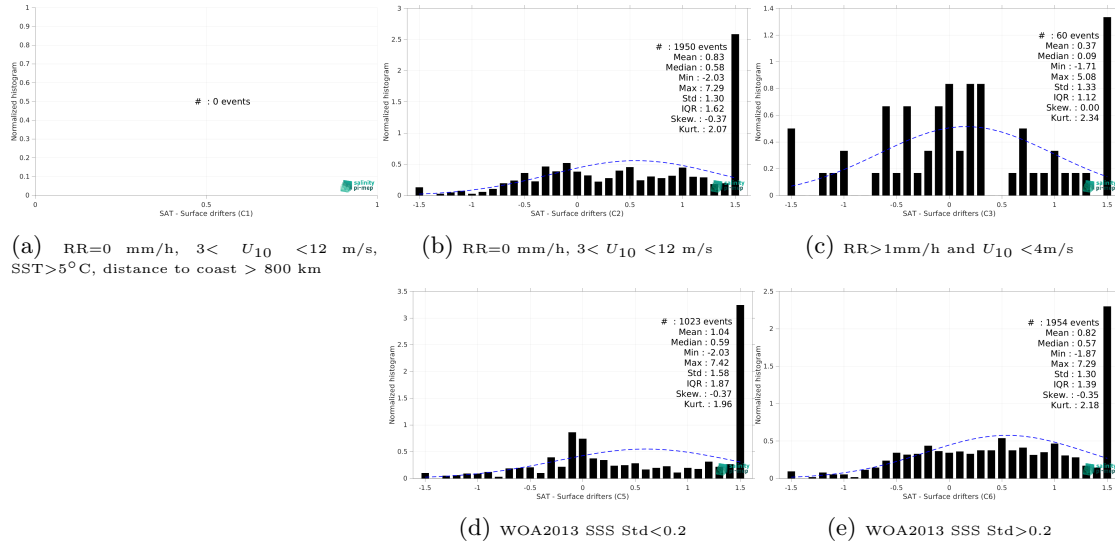 1
0.9
0.8
0.7
0.6
0.5
0.4
0.3
0.2
0.1
0
Normalized histogram
# : 0 events
salinity
pi-mep
0 0.5 1
SAT - Surface drifters (C1)
(a) RR=0 mm/h, 3< U10 <12 m/s,
SST>5°C, distance to coast > 800 km
3
2.5
2
1.5
1
0.5
0
Normalized histogram
# : 1950 events
Mean : 0.83
Median : 0.58
Min : -2.03
Max : 7.29
Std : 1.30
IQR : 1.62
Skew. : -0.37
Kurt. : 2.07
-1.5 -1 -0.5 0 0.5 1 1.5
SAT - Surface drifters (C2)
(b) RR=0 mm/h, 3< U10 <12 m/s
1.4
1.2
1
0.8
0.6
0.4
0.2
0
Normalized histogram
# : 60 events
Mean : 0.37
Median : 0.09
Min : -1.71
Max : 5.08
Std : 1.33
IQR : 1.12
Skew. : 0.00
Kurt. : 2.34
-1.5 -1 -0.5 0 0.5 1 1.5
SAT - Surface drifters (C3)
(c) RR>1mm/h and U10 <4m/s
3.5
3
2.5
2
1.5
1
0.5
0
Normalized histogram
# : 1023 events
Mean : 1.04
Median : 0.59
Min : -2.03
Max : 7.42
Std : 1.58
IQR : 1.87
Skew. : -0.37
Kurt. : 1.96
-1.5 -1 -0.5 0 0.5 1 1.5
SAT - Surface drifters (C5)
(d) WOA2013 SSS Std<0.2
2.5
2
1.5
1
0.5
0
Normalized histogram
# : 1954 events
Mean : 0.82
Median : 0.57
Min : -1.87
Max : 7.29
Std : 1.30
IQR : 1.39
Skew. : -0.35
Kurt. : 2.18
-1.5 -1 -0.5 0 0.5 1 1.5
SAT - Surface drifters (C6)
(e) WOA2013 SSS Std>0.2